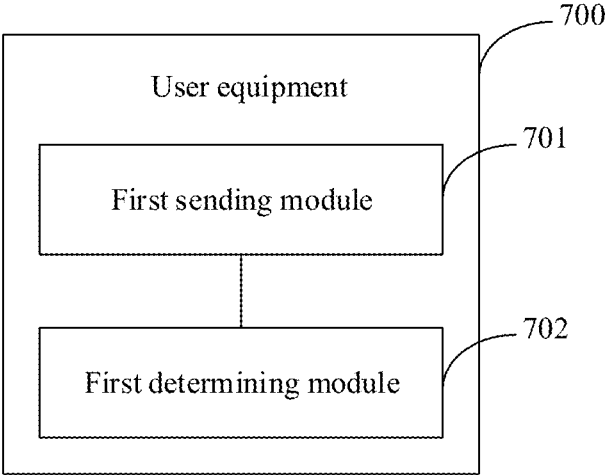 700
User equipment
701
First sending module
702
First determining module